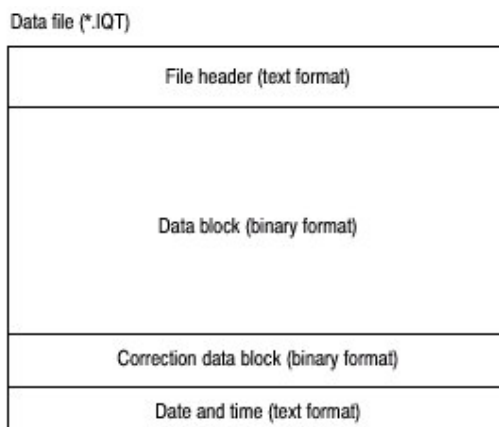 Data file (*.IQT)
File header (text format)
Data block (binary format)
Correction data block (binary format)
Date and time (text format)